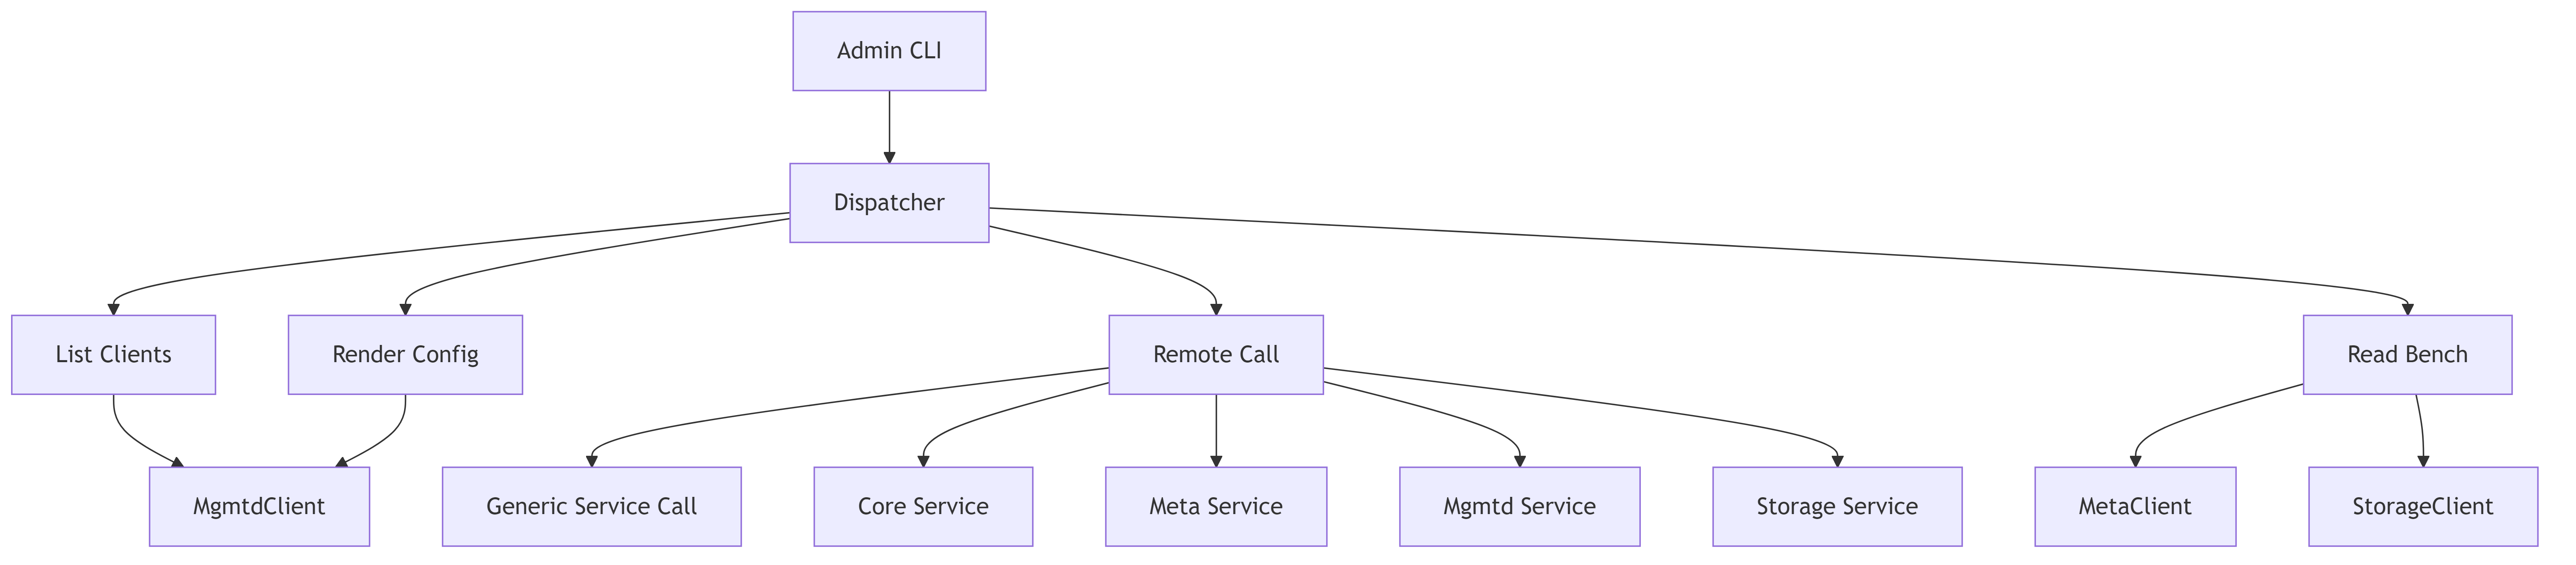 Admin CLI
Dispatcher
List Clients
Render Config
Remote Call
Read Bench
MgmtdClient
Generic Service Call
Core Service
Meta Service
Mgmtd Service
Storage Service
MetaClient
StorageClient